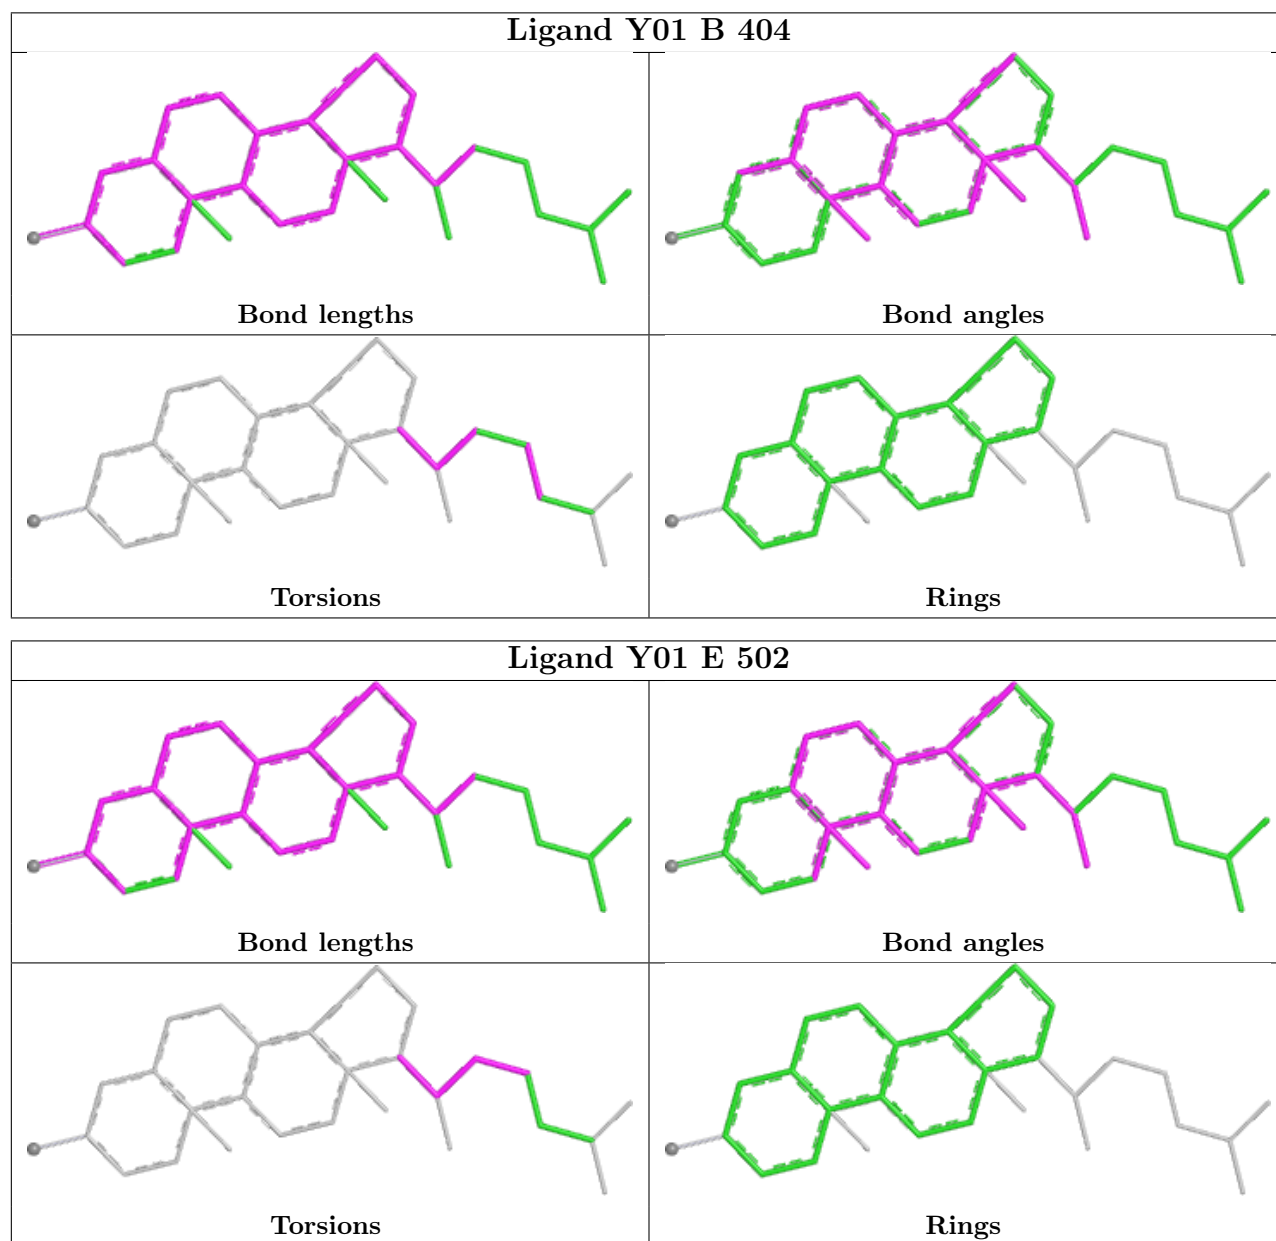 Ligand Y01 B 404
Bond lengths
Bond angles
Torsions
Rings
Ligand Y01 E 502
Bond lengths
Bond angles
Torsions
Rings